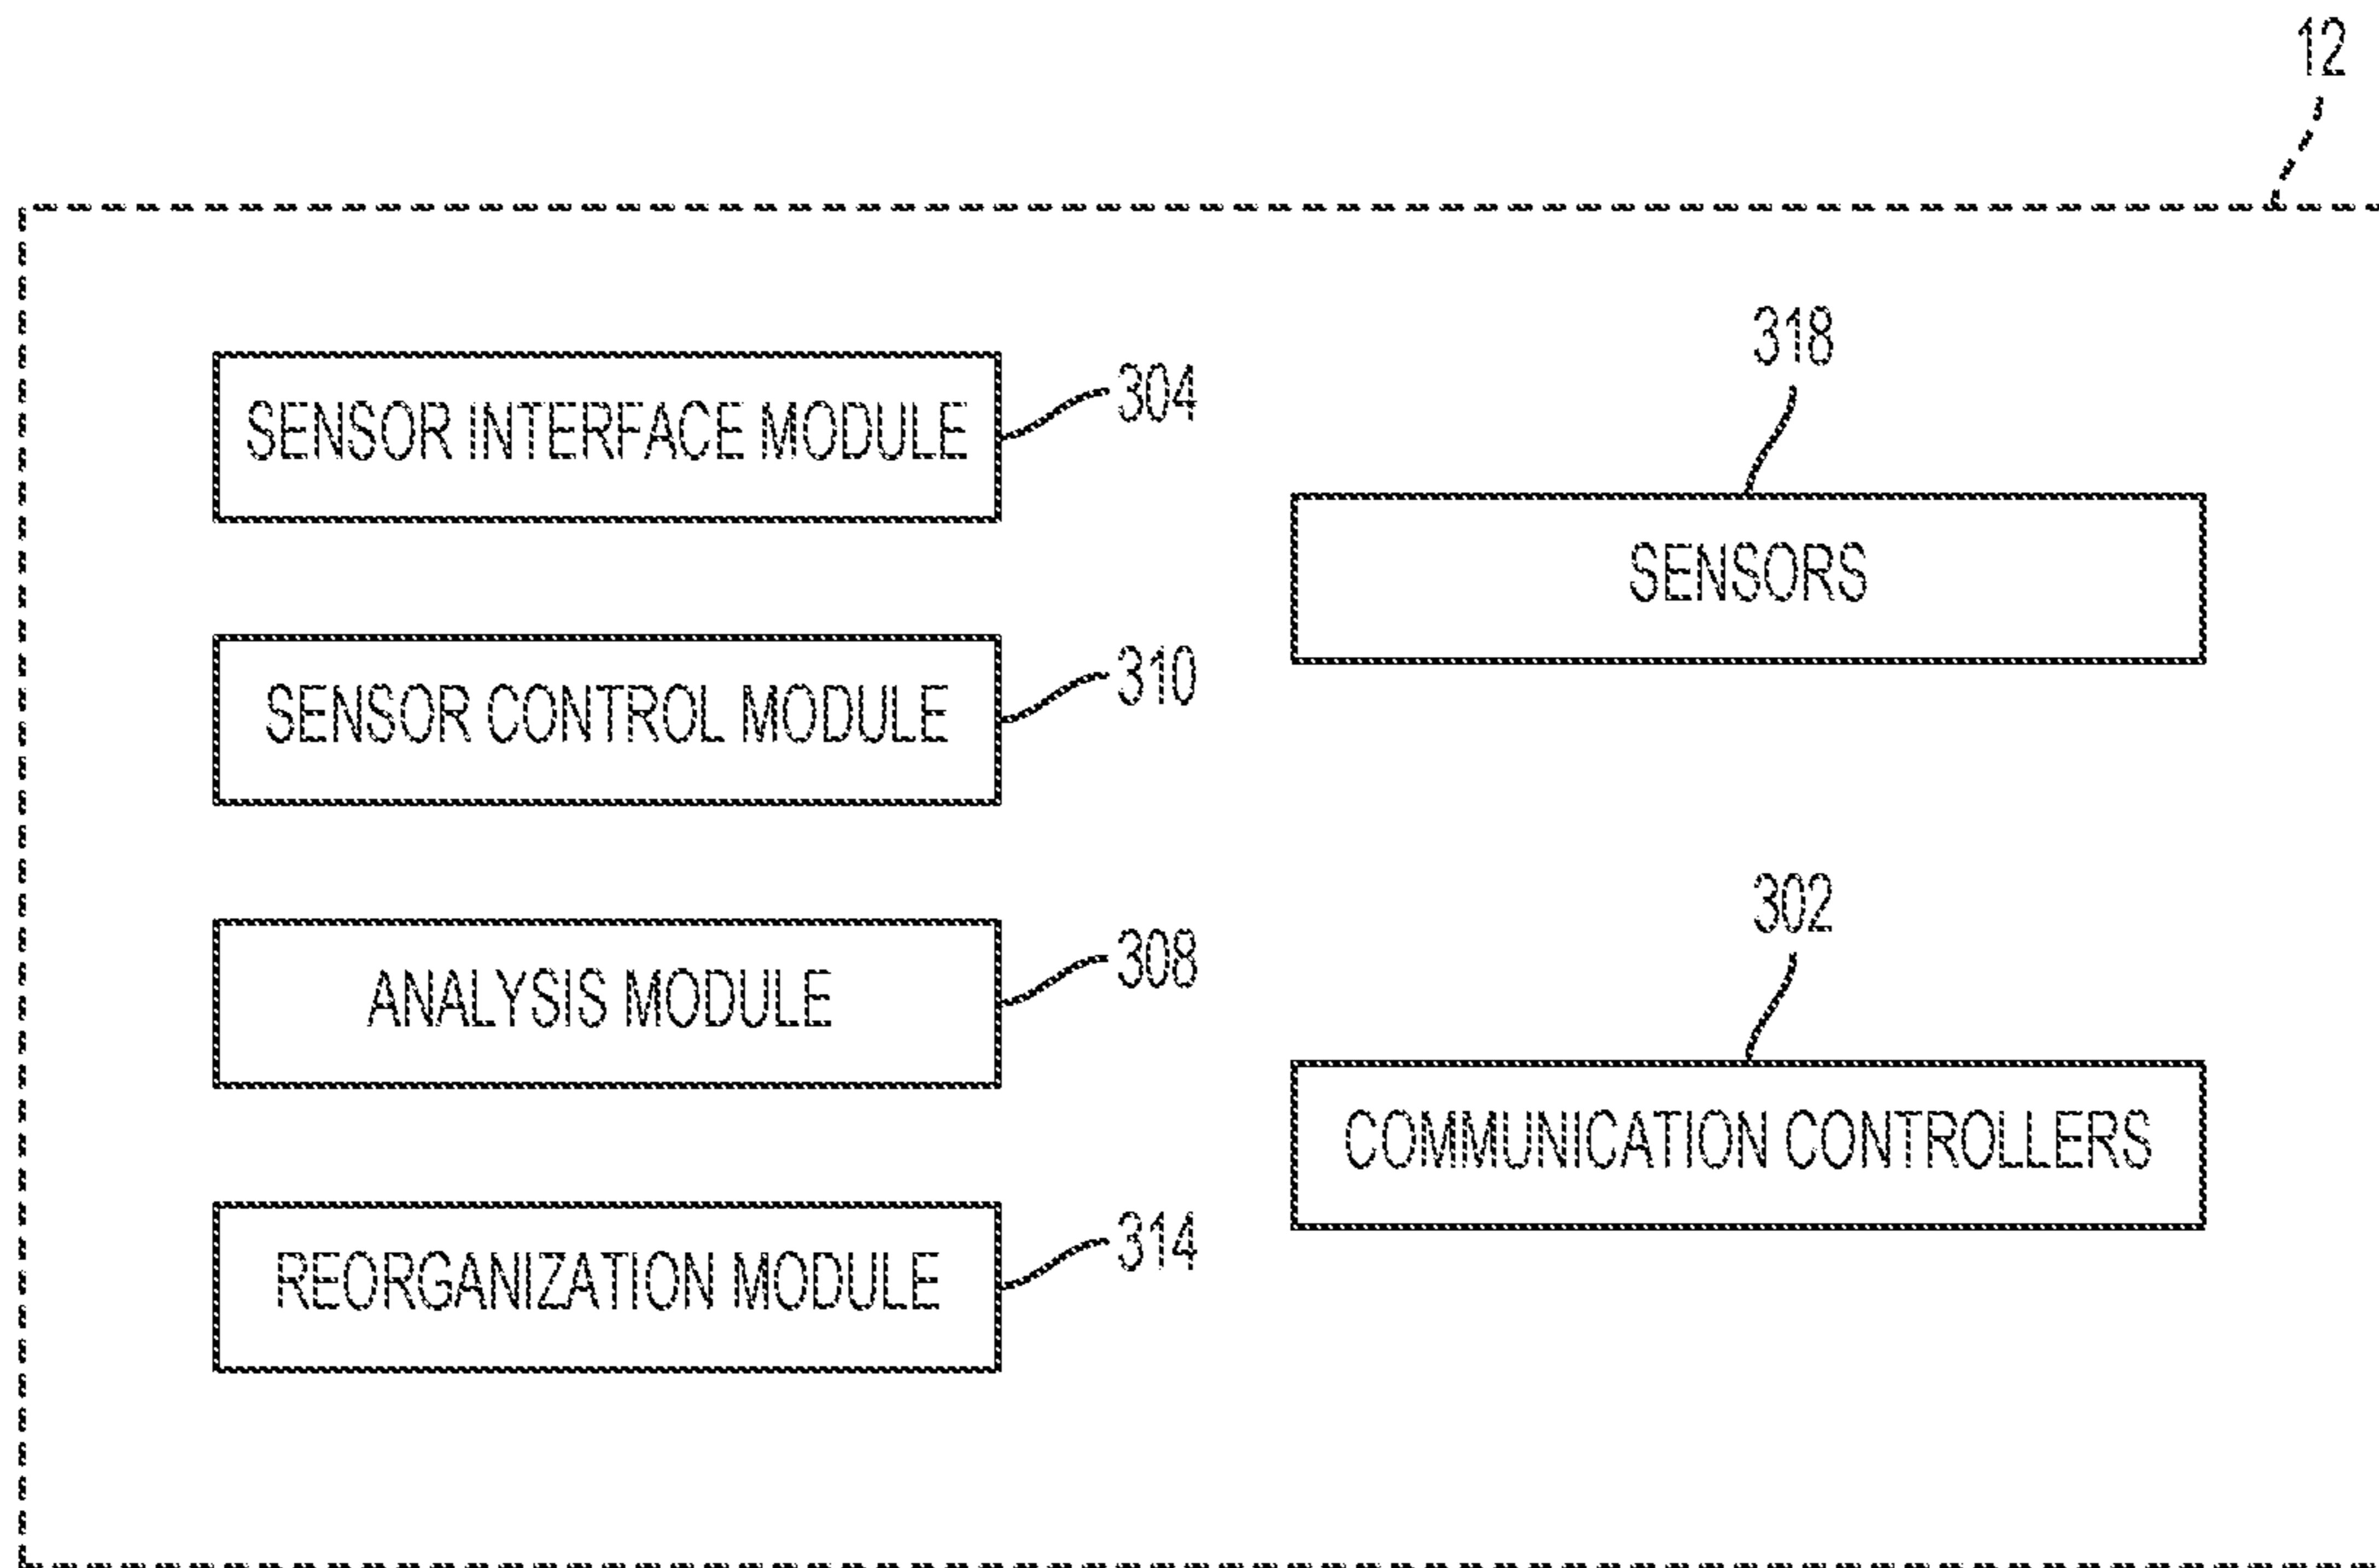 12
SENSOR INTERFACE MODULE
304
318
SENSORS
SENSOR CONTROL MODULE
310
302
ANALYSIS MODULE
308
COMMUNICATION CONTROLLERS
REORGANIZATION MODULE
314